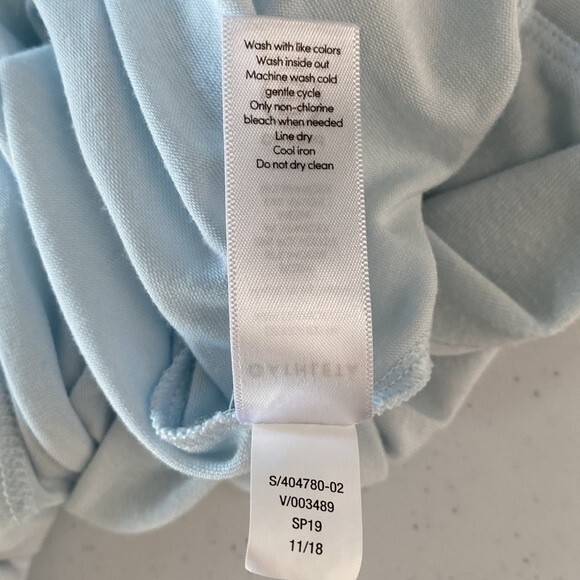 Wash with like colors
Wash inside out
Machine wash cold
gentle cycle
Only non-chlorine
bleach when needed
Line dry
Cool iron
Do not dry clean
ATHLETA
S/404780-02
V/003489
SP19
11/18